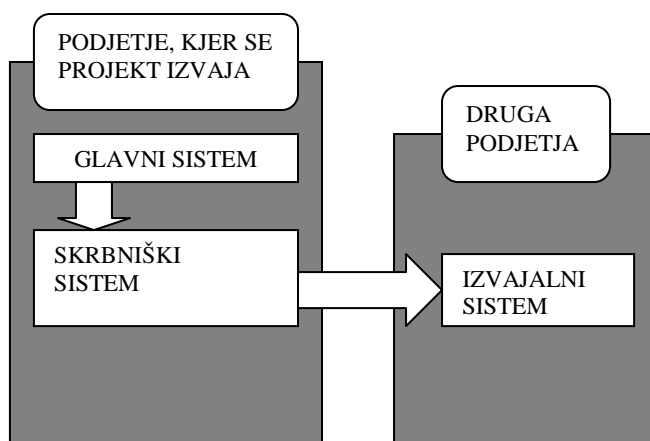 PODJETJE, KJER SE
PROJEKT IZVAJA
GLAVNI SISTEM
SKRBNIŠKI
SISTEM
DRUGA
PODJETJA
IZVAJALNI
SISTEM